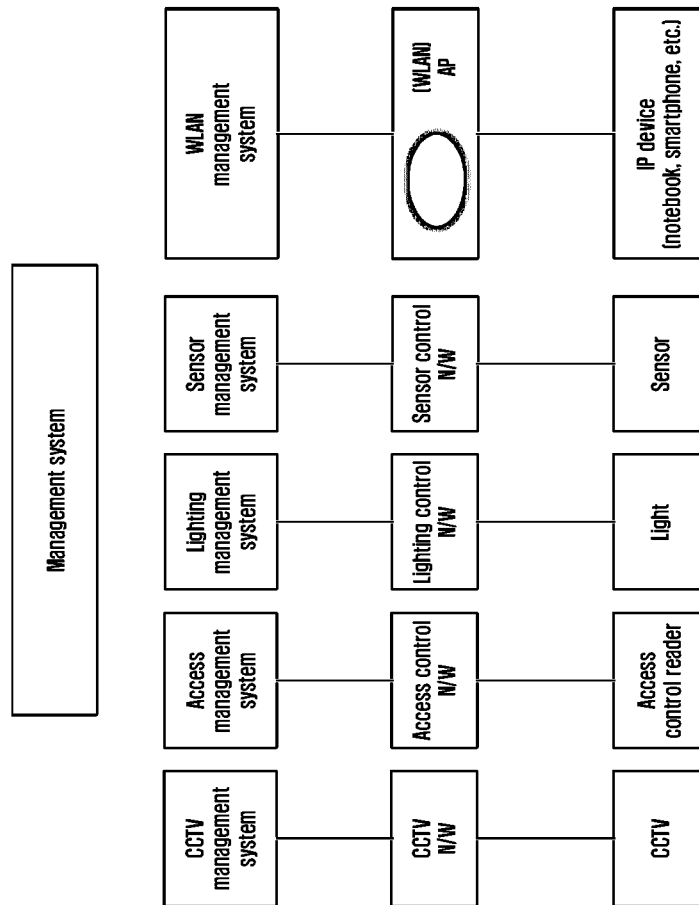 Management system
CCTV
management
system
Access
management
system
Lighting
management
system
Sensor
management
system
WLAN
management
system
CCTV
N/W
Access control
N/W
Lighting control
N/W
Sensor control
N/W
(WLAN)
AP
CCTV
Access
control reader
Light
Sensor
IP device
(notebook, smartphone, etc.)